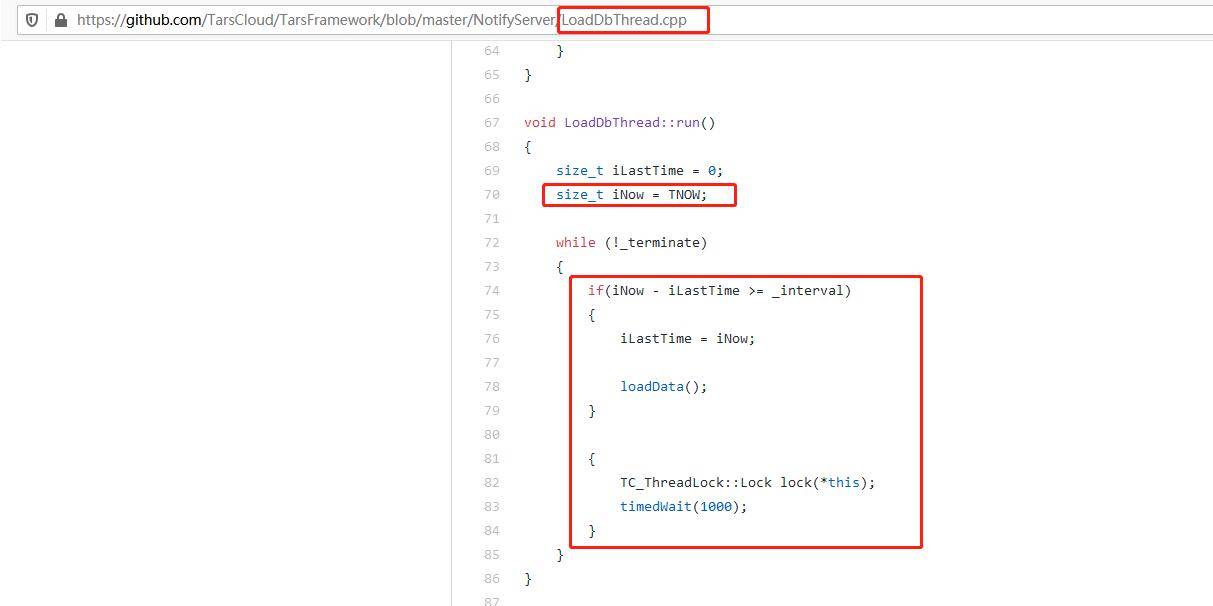 https://github.com/TarsCloud/TarsFramework/blob/master/NotifyServer/LoadDbThread.cpp
64 }
65 }
66
67 void LoadDbThread::run()
68 {
69 size_t iLastTime = 0;
70 size_t iNow = TNOW;
71
72 while (!_terminate)
73 {
74 if(iNow - iLastTime >= _interval)
75 {
76 iLastTime = iNow;
77
78 loadData();
79 }
80
81 {
82 TC_ThreadLock::Lock lock(*this);
83 timedWait(1000);
84 }
85 }
86 }
87